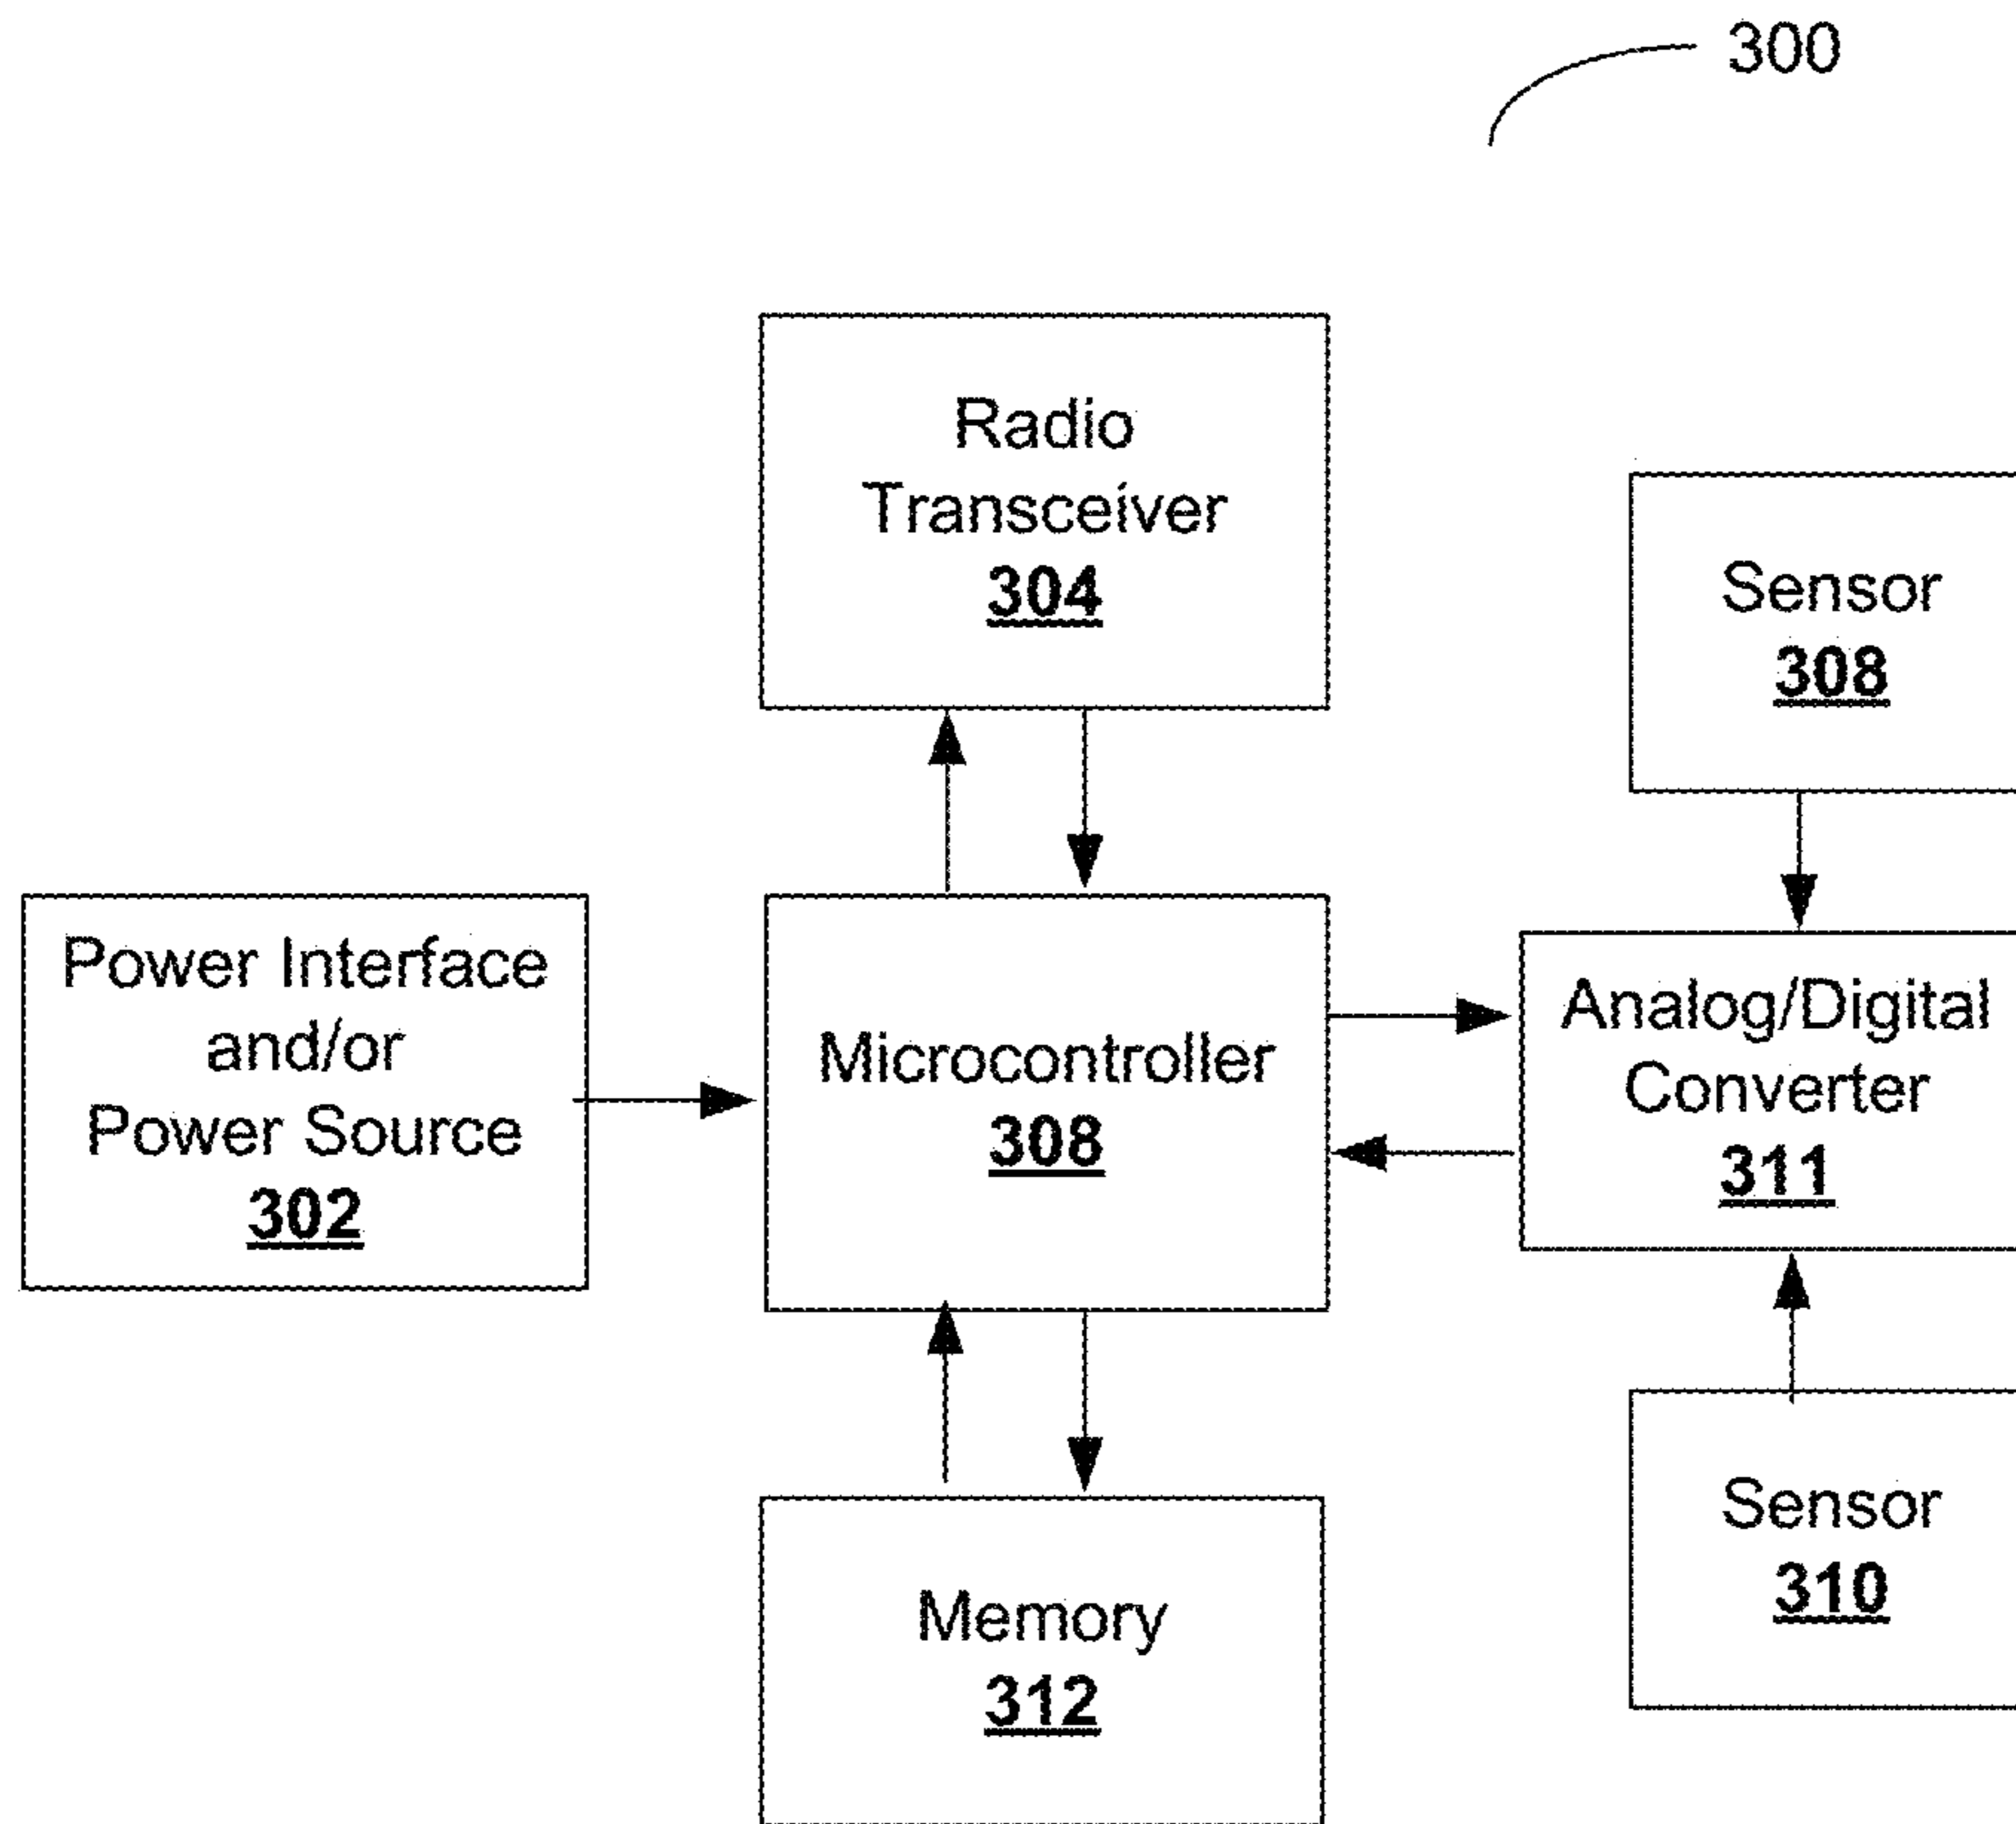 300
Radio
Transceiver
304
Sensor
308
Power Interface
and/or
Power Source
302
Microcontroller
308
Analog/Digital
Converter
311
Memory
312
Sensor
310